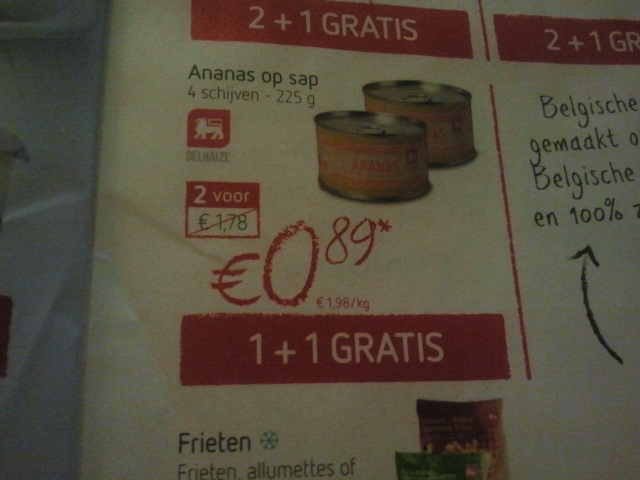 2 + 1 GRATIS
2 + 1 GR
Ananas op sap
4 schijven - 225 g
DELHAIZE
ANANAS
2 voor
€ 1,78
€0,89*
€ 1,98/kg
1 + 1 GRATIS
Belgische
gemaakt o
Belgische
en 100%
Frieten
Frieten, allumettes of